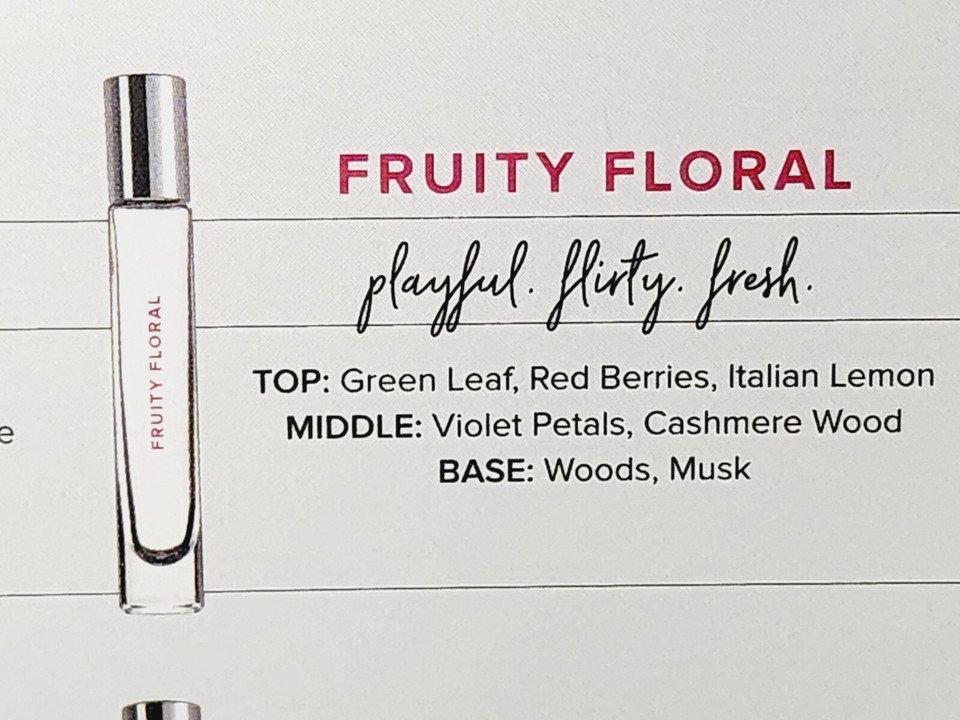 FRUITY FLORAL
playful. flirty. fresh.
TOP: Green Leaf, Red Berries, Italian Lemon
MIDDLE: Violet Petals, Cashmere Wood
BASE: Woods, Musk
FRUITY FLORAL
e